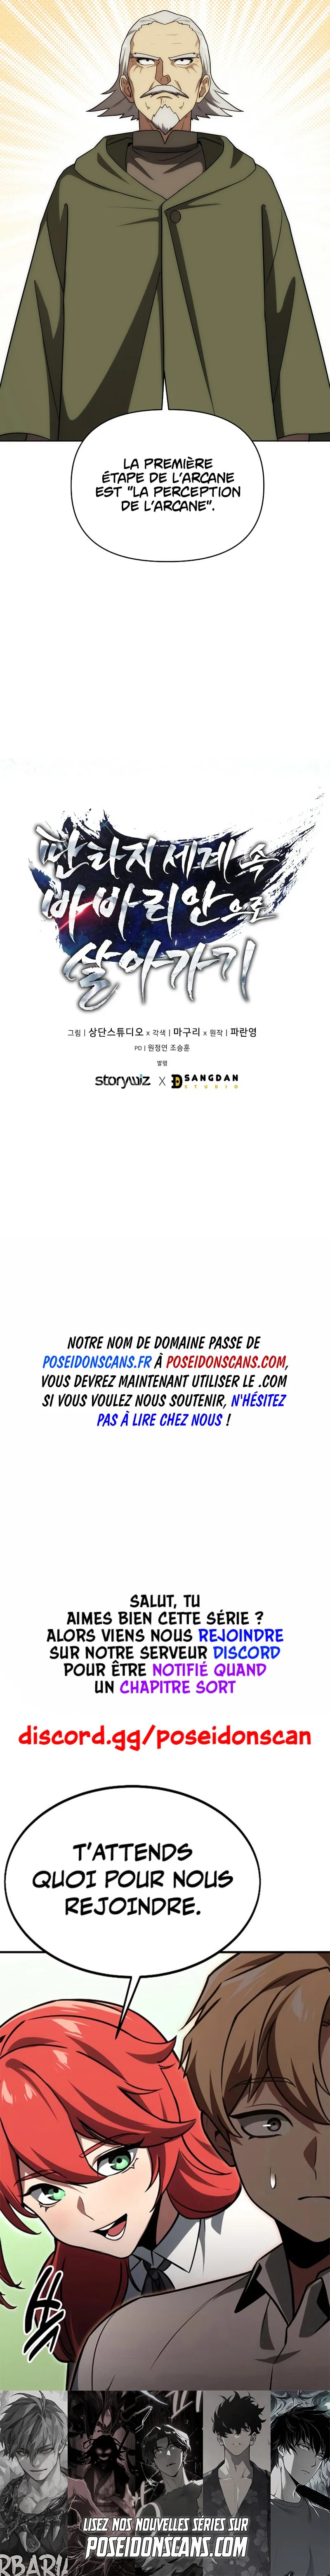 LA PREMIÈRE
ÉTAPE DE L'ARCANE
EST "LA PERCEPTION
DE L'ARCANE".
판타지 세계 속
바바리안으로
살아가기
그림 | 상단스튜디오 x 각색 | 마구리 x 원작 | 파란영
PD | 원정연 조승훈
발행
storywiz X SANGDAN
STUDIO
NOTRE NOM DE DOMAINE PASSE DE
POSEIDONSCANS.FR À POSEIDONSCANS.COM,
VOUS DEVREZ MAINTENANT UTILISER LE .COM
SI VOUS VOULEZ NOUS SOUTENIR, N'HÉSITEZ
PAS À LIRE CHEZ NOUS !
SALUT, TU
AIMES BIEN CETTE SÉRIE ?
ALORS VIENS NOUS REJOINDRE
SUR NOTRE SERVEUR DISCORD
POUR ÊTRE NOTIFIÉ QUAND
UN CHAPITRE SORT
discord.gg/poseidonscan
T'ATTENDS
QUOI POUR NOUS
REJOINDRE.
LISEZ NOS NOUVELLES SÉRIES SUR
POSEIDONSCANS.COM